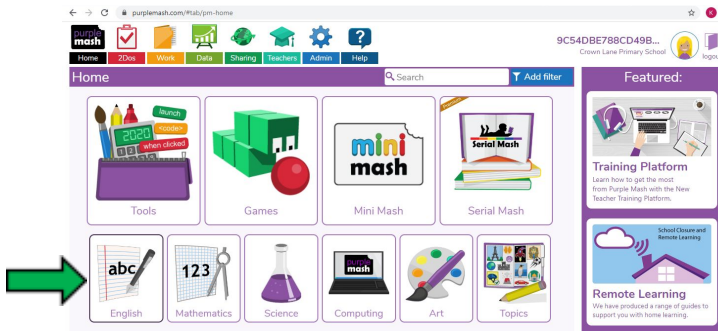 purplemash.com/#tab/pm-home
K
purple
mash
Home
2Dos
Work
Data
Sharing
Teachers
Admin
Help
9C54DBE788CD49B...
Crown Lane Primary School
logou
Home
Search
Add filter
Featured:
launch
2020
<code>
when clicked
Tools
Games
mini
mash
Mini Mash
Serial Mash
Serial Mash
Training Platform
Learn how to get the most
from Purple Mash with the New
Teacher Training Platform.
abc
English
123
Mathematics
Science
purple
mash
Computing
Art
Topics
School Closure and
Remote Learning
Remote Learning
We have produced a range of guides to
support you with home learning.